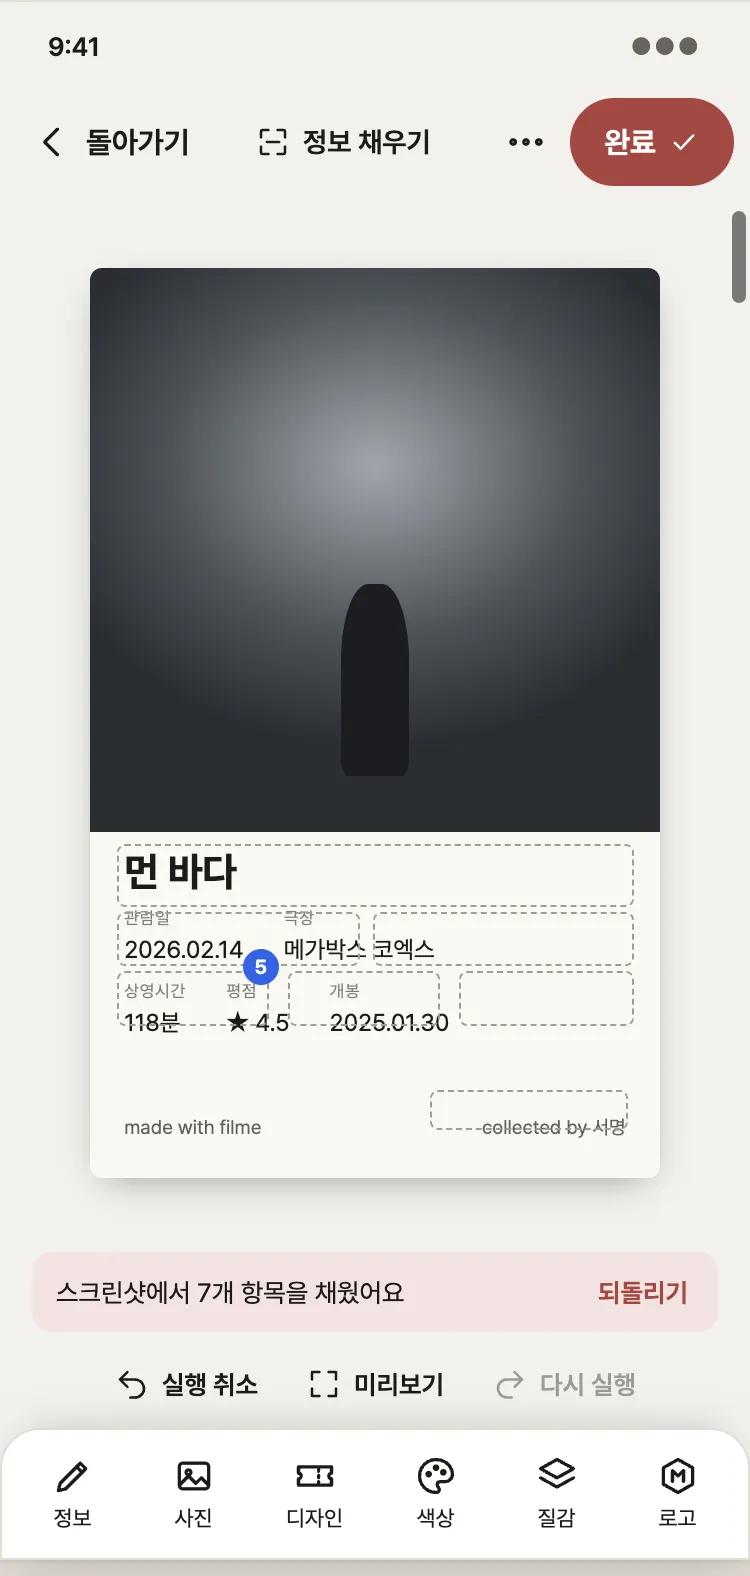 9:41
돌아가기
정보 채우기
완료
먼 바다
관람일 극장
2026.02.14 메가박스 코엑스
5
상영시간 평점 개봉
118분 ★ 4.5 2025.01.30
made with filme collected by 서명
스크린샷에서 7개 항목을 채웠어요 되돌리기
실행 취소 미리보기 다시 실행
정보 사진 디자인 색상 질감 로고